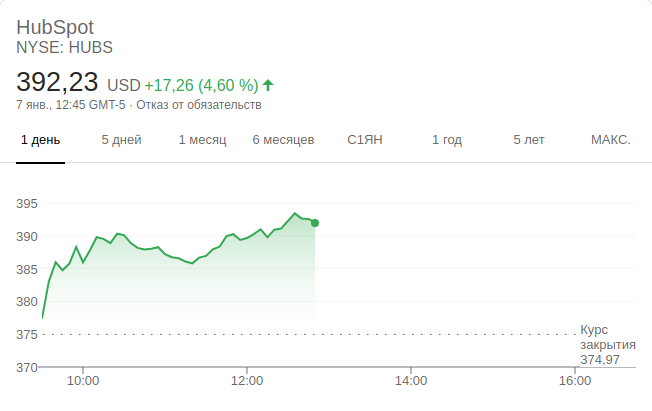 HubSpot
NYSE: HUBS
392,23 USD +17,26 (4,60 %)
7 янв., 12:45 GMT-5 · Отказ от обязательств
1 день 5 дней 1 месяц 6 месяцев С1ЯН 1 год 5 лет МАКС.
395
390
385
380
375
370
Курс
закрытия
374,97
10:00 12:00 14:00 16:00